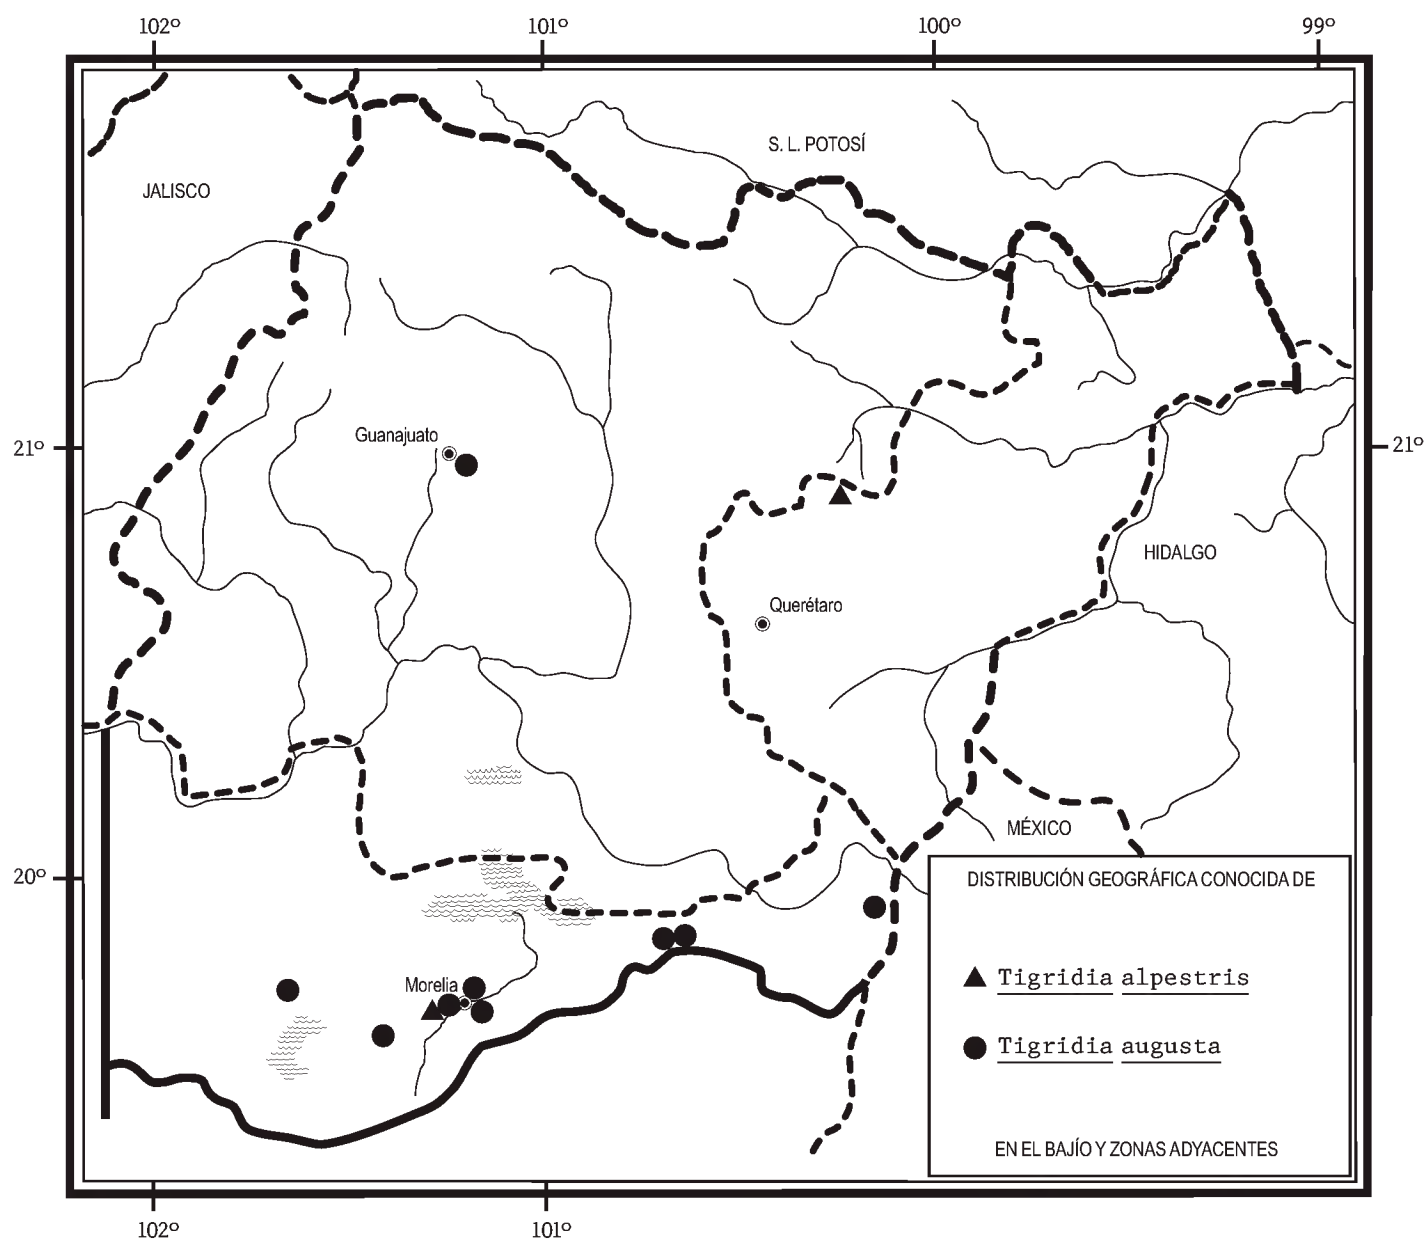 102º 101º 100º 99º
S. L. POTOSÍ
JALISCO
Guanajuato
21º
21º
HIDALGO
Querétaro
MÉXICO
20º
DISTRIBUCIÓN GEOGRÁFICA CONOCIDA DE
Tigridia alpestris
Morelia
Tigridia augusta
EN EL BAJÍO Y ZONAS ADYACENTES
102º 101º